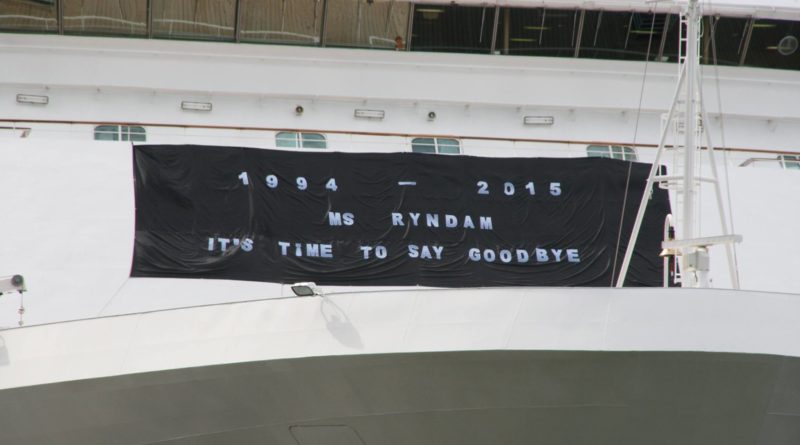 1994 — 2015
MS RYNDAM
IT'S TIME TO SAY GOODBYE